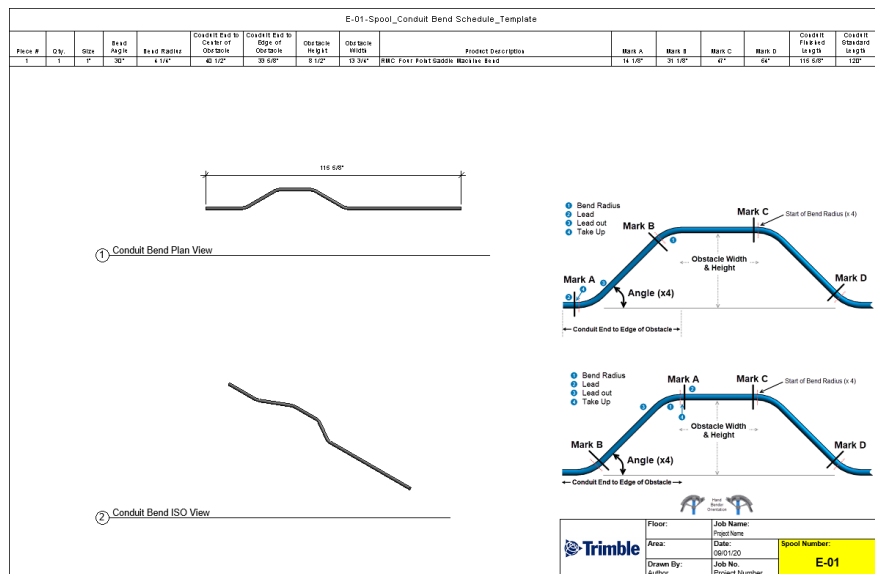 E-01-Spool_Conduit Bend Schedule_Template
Piece # Qty. Size Bend Angle Bend Radius Conduit End to Center of Obstacle Conduit End to Edge of Obstacle Obstacle Height Obstacle Width Product Description Mark A Mark B Mark C Mark D Conduit Finished Length Conduit Standard Length
1 1 1" 30° 40 1/2" 33 5/8" 8 1/2" 13 3/4" RMC Four Point Saddle Machine Bend 14 1/8" 31 1/8" 47" 64" 115 5/8" 120"
115 5/8"
1 Conduit Bend Plan View
1 Bend Radius
2 Lead
3 Lead out
4 Take Up
Mark B
Mark C
Start of Bend Radius (x 4)
1
Obstacle Width
& Height
Mark A
Mark D
2
4
3
Angle (x4)
Conduit End to Edge of Obstacle
2 Conduit Bend ISO View
1 Bend Radius
2 Lead
3 Lead out
4 Take Up
Mark A
Mark C
Start of Bend Radius (x 4)
2
3
1
4
Obstacle Width
& Height
Mark B
Mark D
Angle (x4)
Conduit End to Edge of Obstacle
Hand
Bender
Orientation
Trimble
Floor:
Job Name:
Project Name
Area:
Date:
09/01/20
Spool Number:
E-01
Drawn By:
Author
Job No.
Project Number